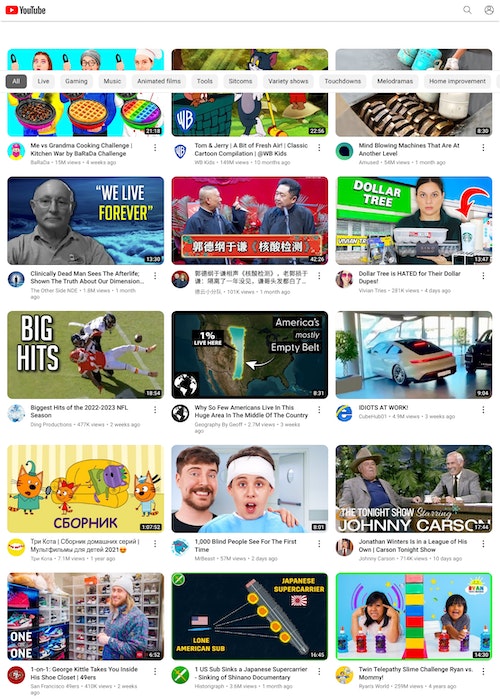 YouTube
All Live Gaming Music Animated films Tools Sitcoms Variety shows Touchdowns Melodramas Home improvement
21:18
WB
22:56
8:30
Me vs Grandma Cooking Challenge |
Kitchen War by BaRaDa Challenge
BaRaDa • 15M views • 4 weeks ago
WB
Tom & Jerry | A Bit of Fresh Air! | Classic
Cartoon Compilation | @WB Kids
WB Kids • 149M views • 10 months ago
Mind Blowing Machines That Are At
Another Level
Amused • 54M views • 1 month ago
"WE LIVE
FOREVER"
13:30
郭德纲于谦《核酸检测》
42:26
DOLLAR
TREE
VIVIAN TRIES
13:47
Clinically Dead Man Sees The Afterlife;
Shown The Truth About Our Dimension...
The Other Side NDE • 1.6M views • 1
month ago
郭德纲于谦相声《核酸检测》，老郭损于
谦：隔离了一年没见，谦哥头发都白了...
德云小分队 • 101K views • 1 month ago
Dollar Tree is HATED for Their Dollar
Dupes!
Vivian Tries • 281K views • 4 days ago
BIG
HITS
18:54
1%
LIVE HERE
America's
mostly
Empty Belt
8:31
9:04
Biggest Hits of the 2022-2023 NFL
Season
Ding Productions • 477K views • 2 weeks
ago
Why So Few Americans Live In This
Huge Area In The Middle Of The Country
Geography By Geoff • 2.7M views • 3
weeks ago
IDIOTS AT WORK!
CubeHub01 • 4.9M views • 3 weeks ago
СБОРНИК
1:07:52
8:01
THE TONIGHT SHOW Starring
JOHNNY CARSON
17:44
Три Кота | Сборник домашних серий |
Мультфильмы для детей 2021😍
Три Кота • 7.1M views • 1 year ago
1,000 Blind People See For The First
Time
MrBeast • 57M views • 2 days ago
Jonathan Winters Is in a League of His
Own | Carson Tonight Show
Johnny Carson • 714K views • 10 days
ago
ONE
ON
ONE
6:52
JAPANESE
SUPERCARRIER
LONE
AMERICAN SUB
16:45
RYAN
14:30
1-on-1: George Kittle Takes You Inside
His Shoe Closet | 49ers
San Francisco 49ers • 410K views • 2 weeks
ago
1 US Sub Sinks a Japanese Supercarrier
- Sinking of Shinano Documentary
Historigraph • 3.6M views • 1 month ago
Twin Telepathy Slime Challenge Ryan vs.
Mommy!
Ryan's World • 259M views • 4 years ago